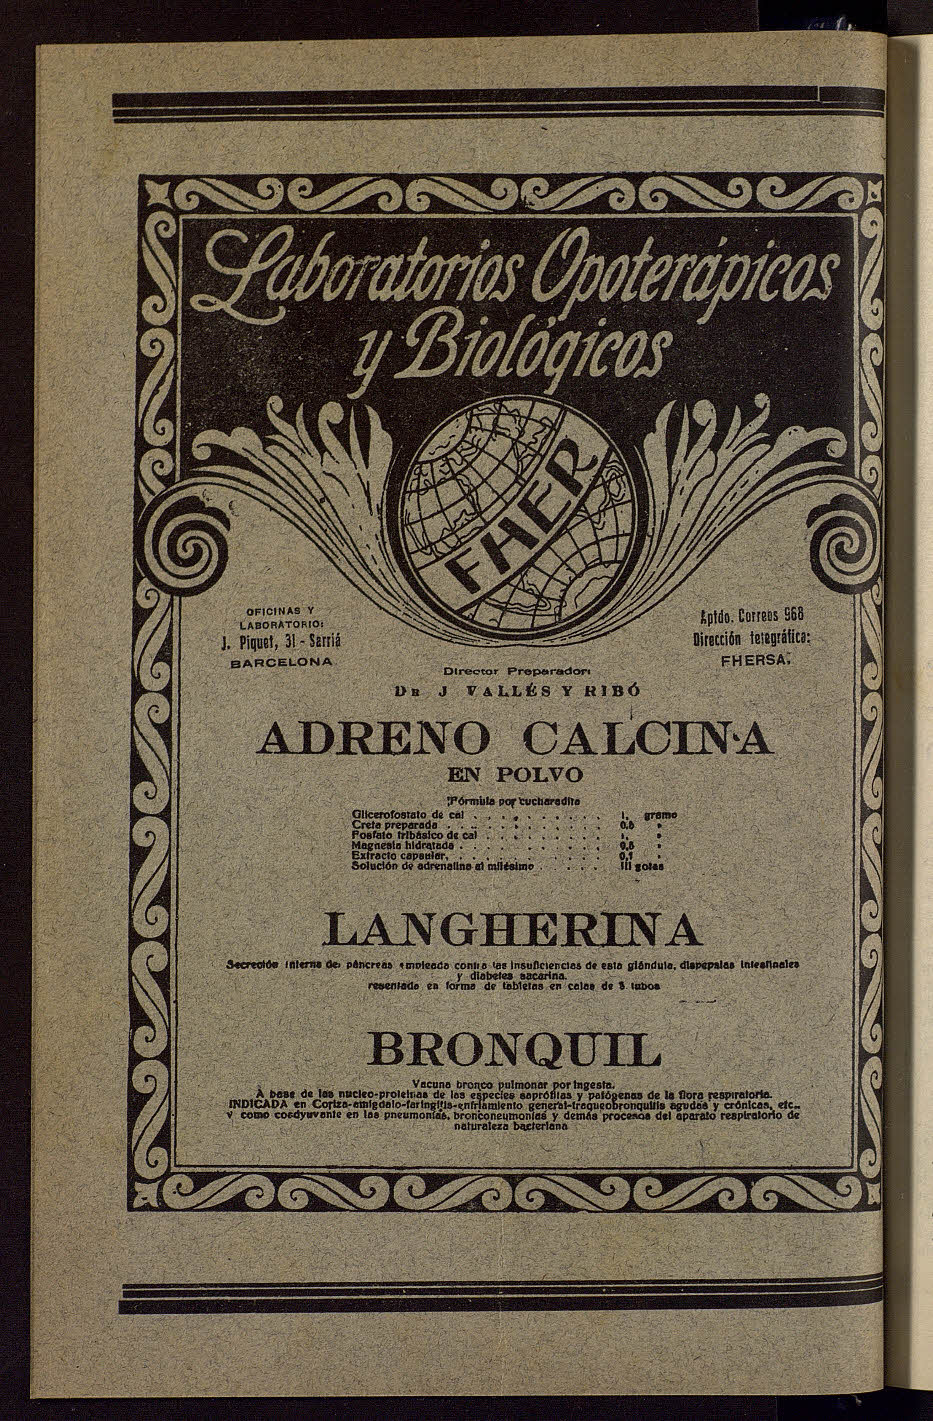 Laboratorios Opoterápicos
y Biológicos
FHER
OFICINAS Y
LABORATORIO:
J. Piquet, 31 - Sarriá
BARCELONA
Aptdo. Correos 968
Dirección telegráfica:
FHERSA.
Director Preparador:
DR J VALLÉS Y RIBÓ
ADRENO CALCINA
EN POLVO
Fórmula por cucharadita
Glicerofosfato de cal . . . . . . . . . . 1, gramo
Creta preparada . . . . . . . . . . . 0,5 »
Fosfato tribásico de cal . . . . . . . . . 1, »
Magnesia hidratada . . . . . . . . . . 0,5 »
Extracto capsular, . . . . . . . . . . . 0,1 »
Solución de adrenalina al milésimo . . . . . III gotas
LANGHERINA
Secreción interna del páncreas empleada contra las insuficiencias de esta glándula, dispepsias intestinales
y diabetes sacarina.
resentada en forma de tabletas en cajas de 5 tubos
BRONQUIL
Vacuna bronco pulmonar por ingesta.
A base de las nucleo-proteinas de las especies saprófitas y patógenas de la flora respiratoria.
INDICADA en Coriza-amigdalo-faringitis-enfriamiento general-traqueobronquitis agudas y crónicas, etc..
y como coadyuvante en las pneumonías, bronconeumonías y demás procesos del aparato respiratorio de
naturaleza bacteriana